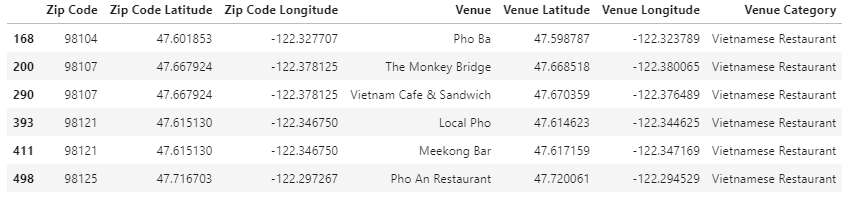 Zip Code Zip Code Latitude Zip Code Longitude Venue Venue Latitude Venue Longitude Venue Category
168 98104 47.601853 -122.327707 Pho Ba 47.598787 -122.323789 Vietnamese Restaurant
200 98107 47.667924 -122.378125 The Monkey Bridge 47.668518 -122.380065 Vietnamese Restaurant
290 98107 47.667924 -122.378125 Vietnam Cafe & Sandwich 47.670359 -122.376489 Vietnamese Restaurant
393 98121 47.615130 -122.346750 Local Pho 47.614623 -122.344625 Vietnamese Restaurant
411 98121 47.615130 -122.346750 Meekong Bar 47.617159 -122.347169 Vietnamese Restaurant
498 98125 47.716703 -122.297267 Pho An Restaurant 47.720061 -122.294529 Vietnamese Restaurant